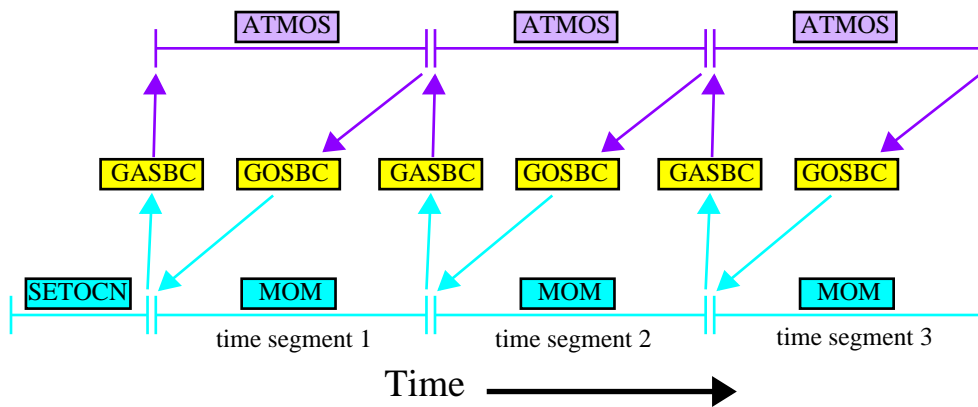 ATMOS ATMOS ATMOS
GASBC GOSBC GASBC GOSBC GASBC GOSBC
SETOCN MOM MOM MOM
time segment 1 time segment 2 time segment 3
Time